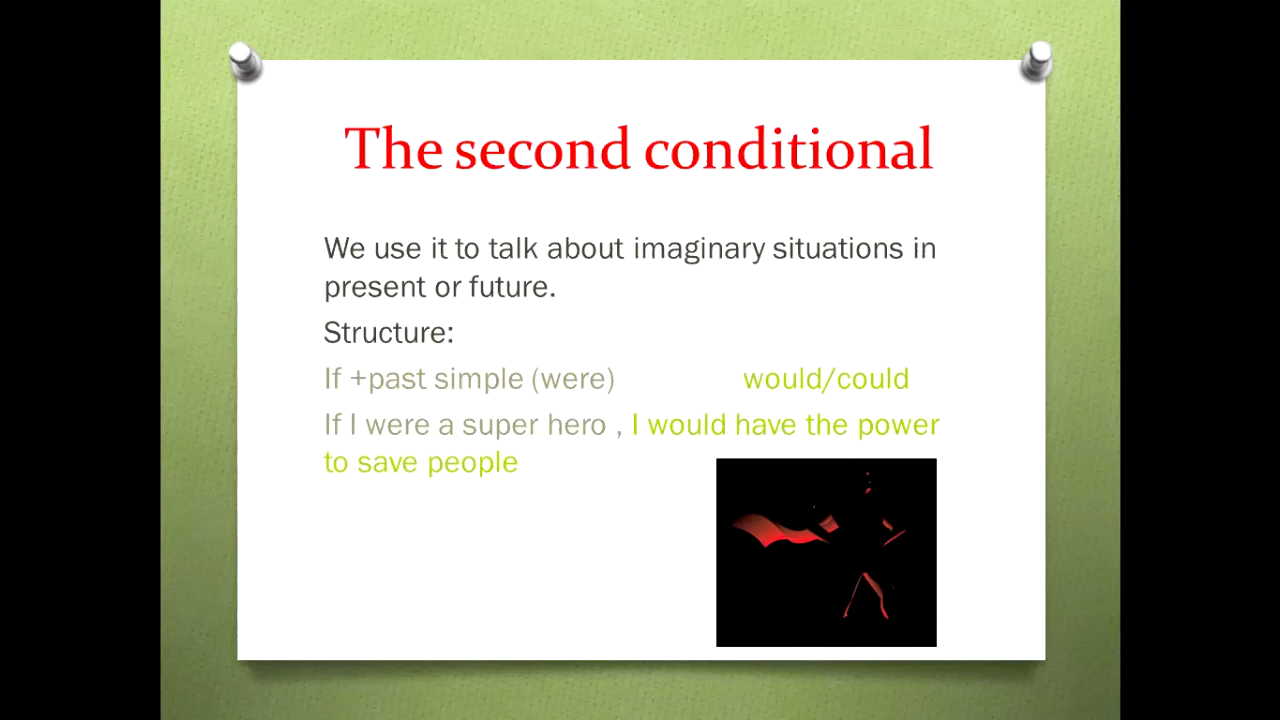 The second conditional
We use it to talk about imaginary situations in
present or future.
Structure:
If +past simple (were) would/could
If I were a super hero , I would have the power
to save people